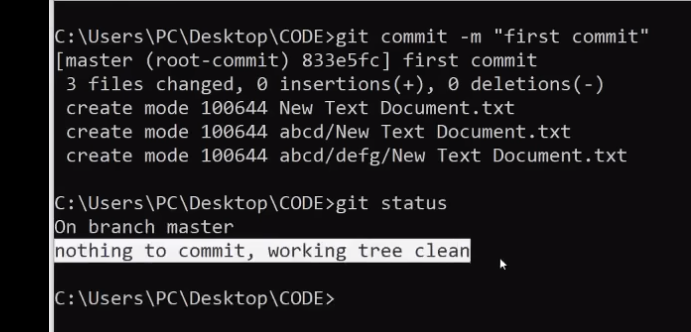 C:\Users\PC\Desktop\CODE>git commit -m "first commit"
[master (root-commit) 833e5fc] first commit
 3 files changed, 0 insertions(+), 0 deletions(-)
 create mode 100644 New Text Document.txt
 create mode 100644 abcd/New Text Document.txt
 create mode 100644 abcd/defg/New Text Document.txt
C:\Users\PC\Desktop\CODE>git status
On branch master
nothing to commit, working tree clean
C:\Users\PC\Desktop\CODE>